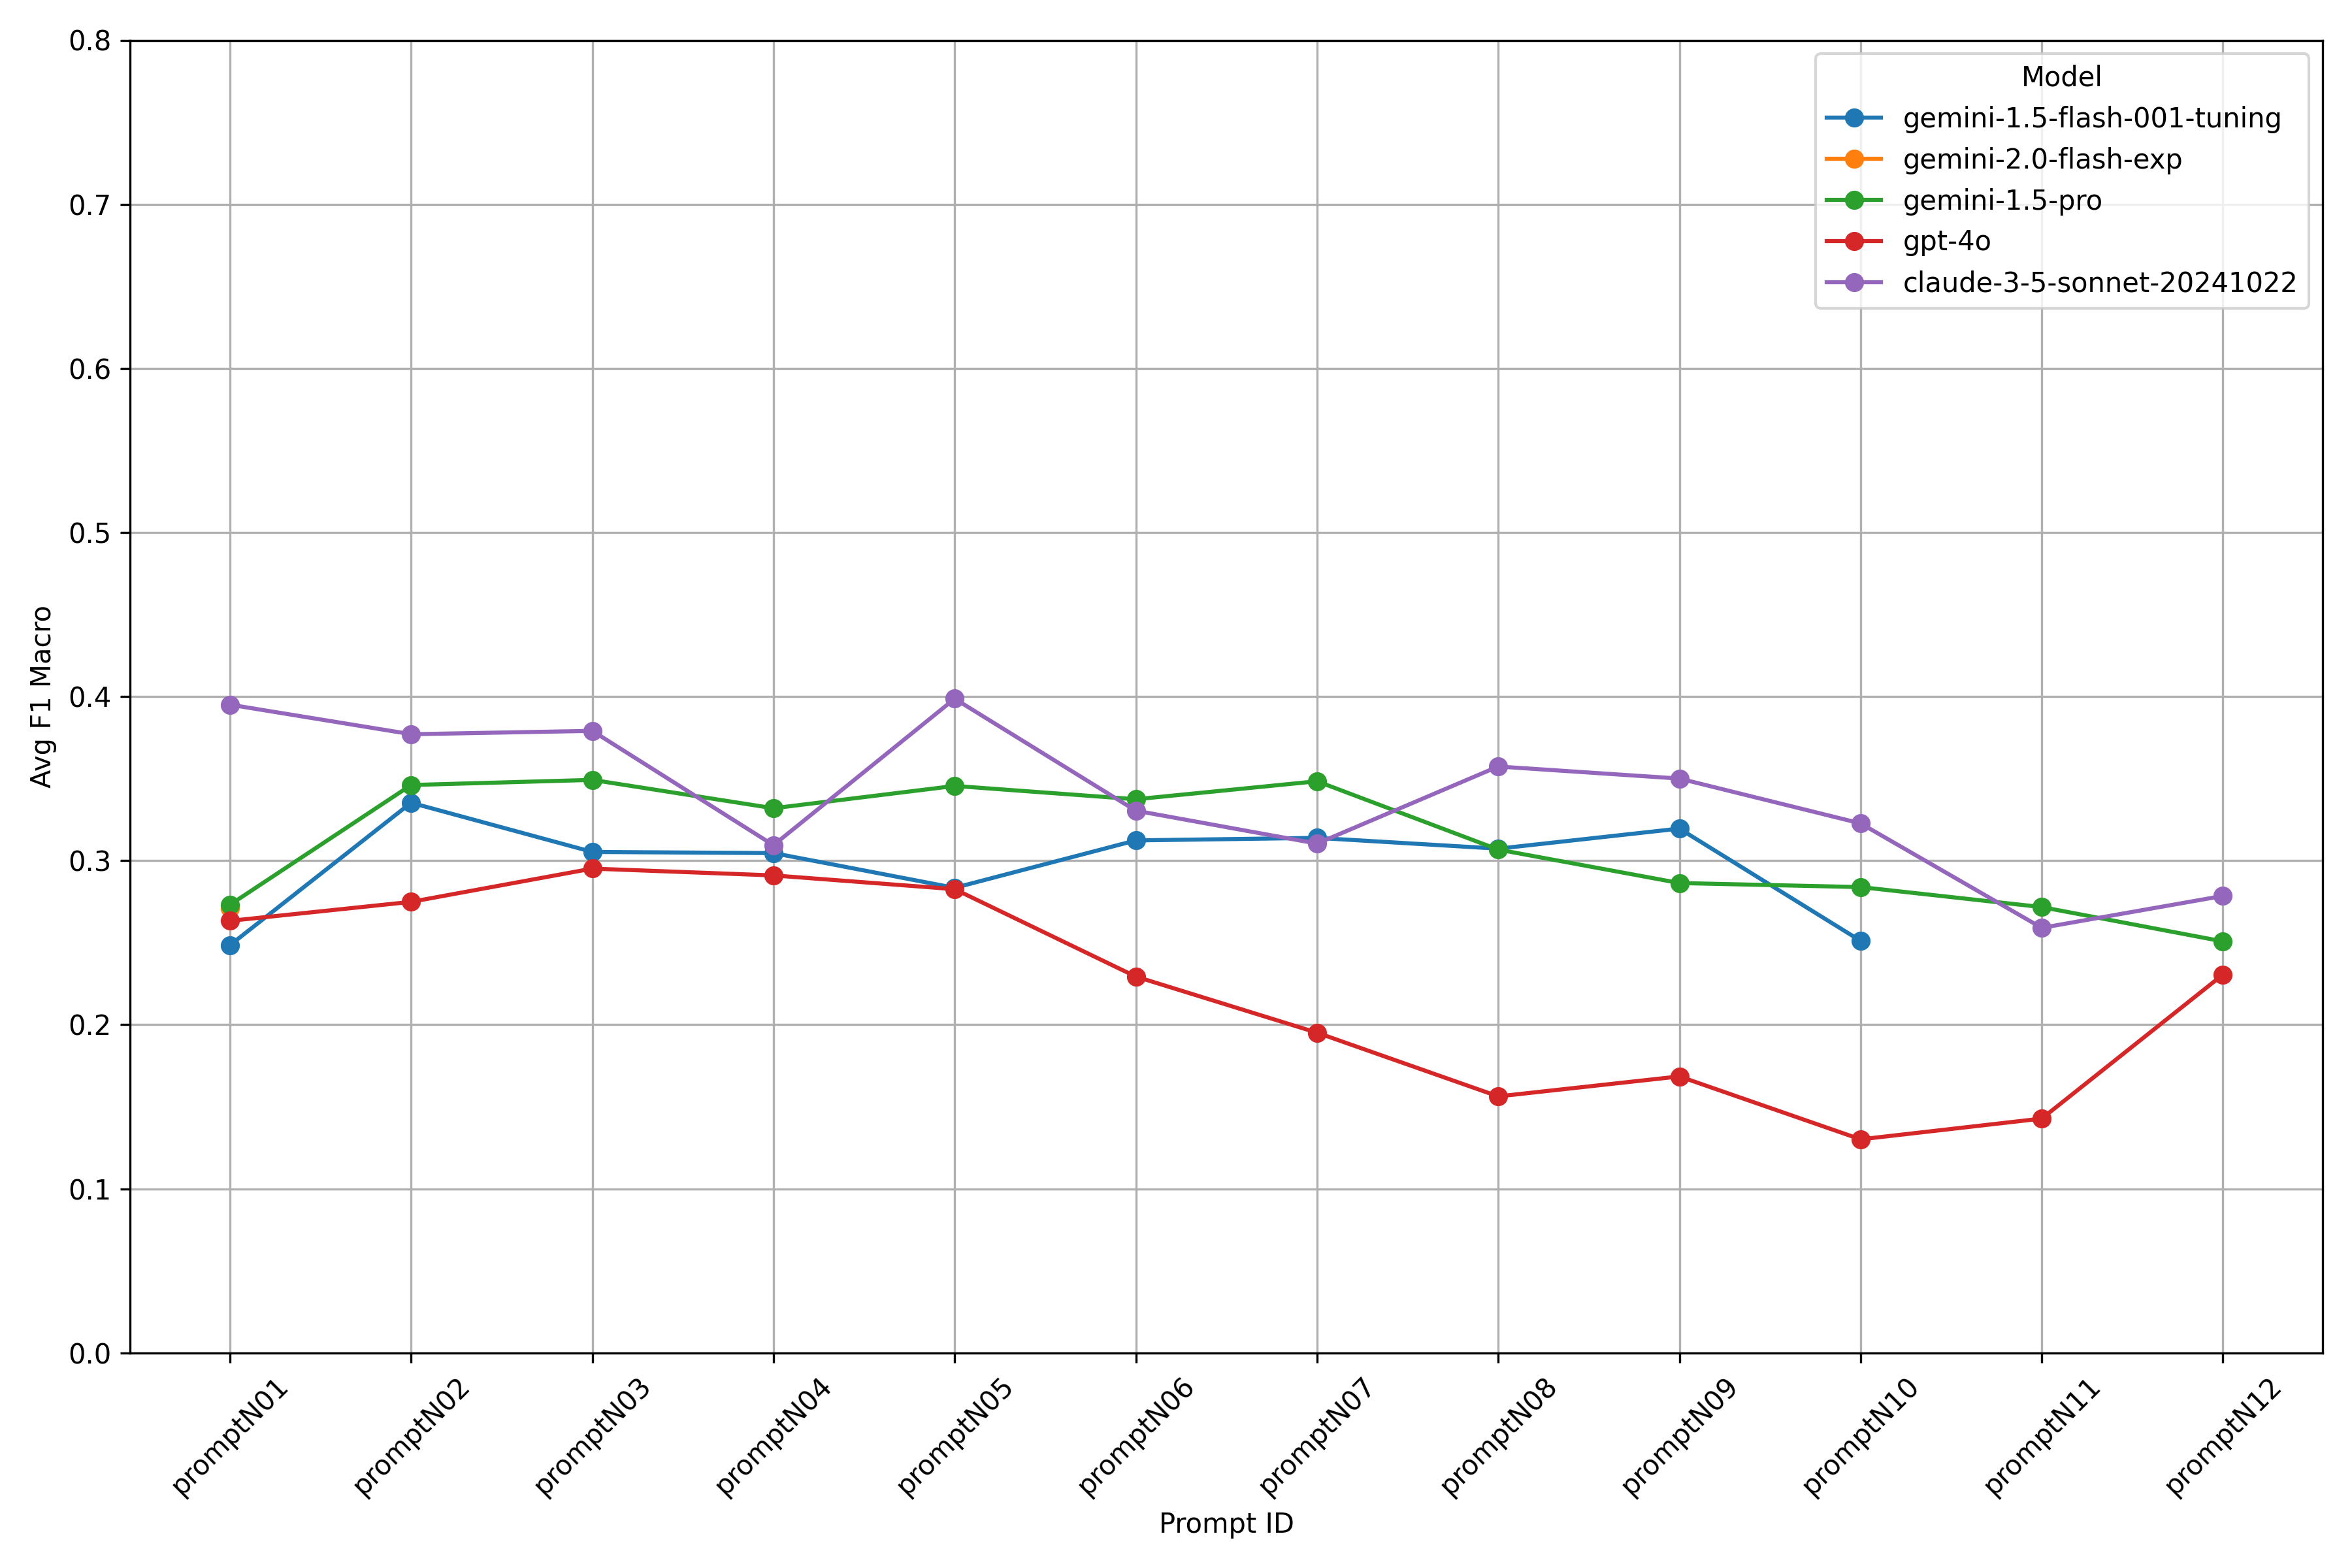 Model
gemini-1.5-flash-001-tuning
gemini-2.0-flash-exp
gemini-1.5-pro
gpt-4o
claude-3-5-sonnet-20241022
Avg F1 Macro
0.8
0.7
0.6
0.5
0.4
0.3
0.2
0.1
0.0
promptN01
promptN02
promptN03
promptN04
promptN05
promptN06
promptN07
promptN08
promptN09
promptN10
promptN11
promptN12
Prompt ID